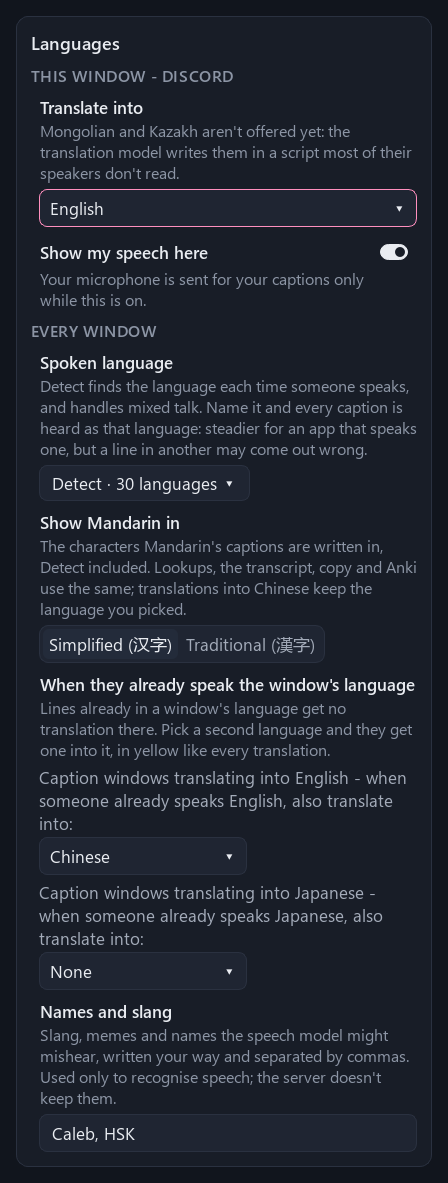 Languages
THIS WINDOW - DISCORD
Translate into
Mongolian and Kazakh aren't offered yet: the
translation model writes them in a script most of their
speakers don't read.
English
Show my speech here
Your microphone is sent for your captions only
while this is on.
EVERY WINDOW
Spoken language
Detect finds the language each time someone speaks,
and handles mixed talk. Name it and every caption is
heard as that language: steadier for an app that speaks
one, but a line in another may come out wrong.
Detect · 30 languages
Show Mandarin in
The characters Mandarin's captions are written in,
Detect included. Lookups, the transcript, copy and Anki
use the same; translations into Chinese keep the
language you picked.
Simplified (汉字) Traditional (漢字)
When they already speak the window's language
Lines already in a window's language get no
translation there. Pick a second language and they get
one into it, in yellow like every translation.
Caption windows translating into English - when
someone already speaks English, also translate
into:
Chinese
Caption windows translating into Japanese -
when someone already speaks Japanese, also
translate into:
None
Names and slang
Slang, memes and names the speech model might
mishear, written your way and separated by commas.
Used only to recognise speech; the server doesn't
keep them.
Caleb, HSK